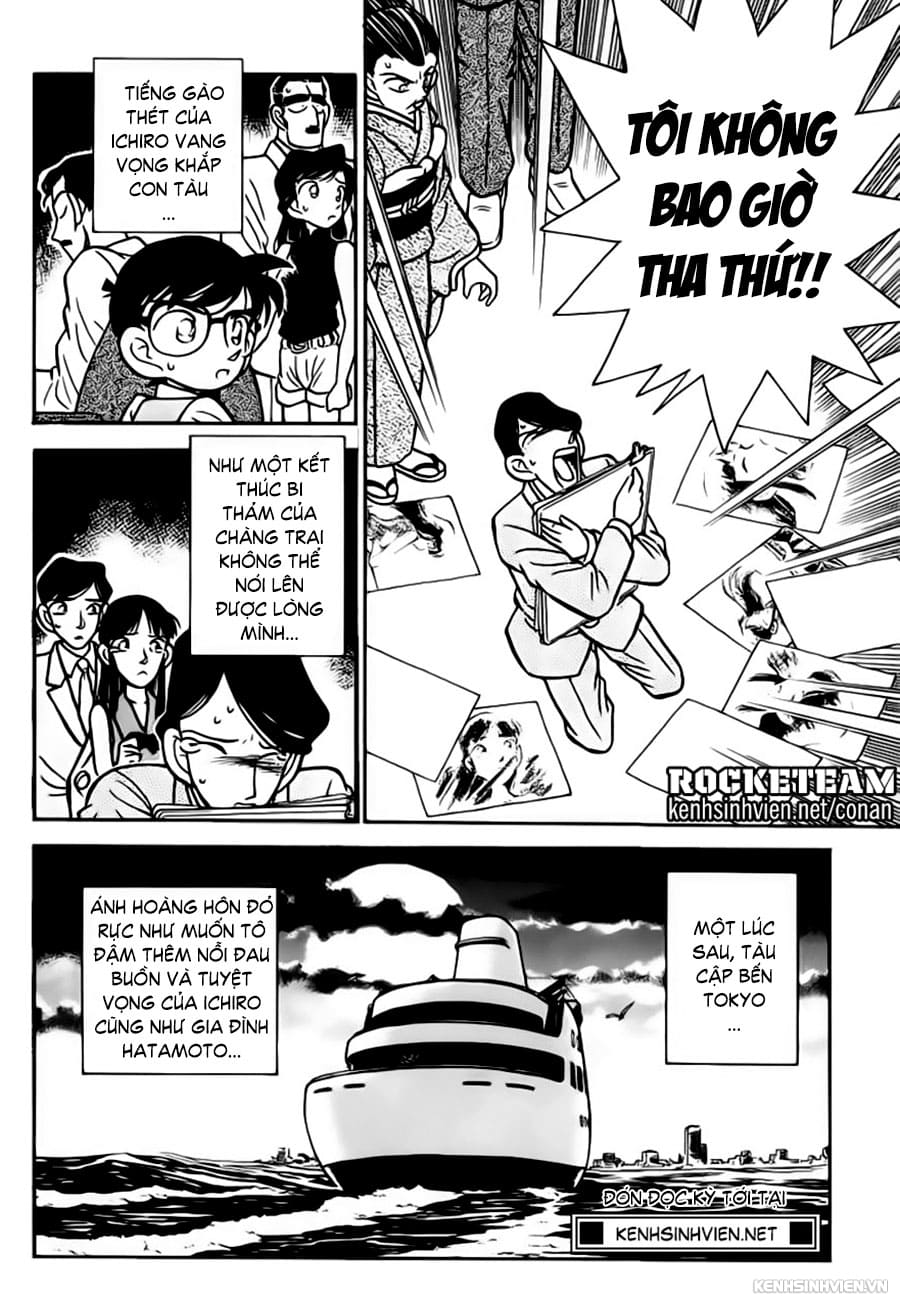 TÔI KHÔNG
BAO GIỜ
THA THỨ!!
TIẾNG GÀO
THÉT CỦA
ICHIRO VANG
VỌNG KHẮP
CON TÀU
...
NHƯ MỘT KẾT
THÚC BI
THẢM CỦA
CHÀNG TRAI
KHÔNG THỂ
NÓI LÊN
ĐƯỢC LÒNG
MÌNH...
ROCKETEAM
kenhsinhvien.net/conan
MỘT LÚC
SAU, TÀU
CẬP BẾN
TOKYO
...
ÁNH HOÀNG HÔN ĐỎ
RỰC NHƯ MUỐN TÔ
ĐẬM THÊM NỖI ĐAU
BUỒN VÀ TUYỆT
VỌNG CỦA ICHIRO
CŨNG NHƯ GIA ĐÌNH
HATAMOTO...
ĐÓN ĐỌC KỲ TỚI TẠI
KENHSINHVIEN.NET
KENHSINHVIEN.VN